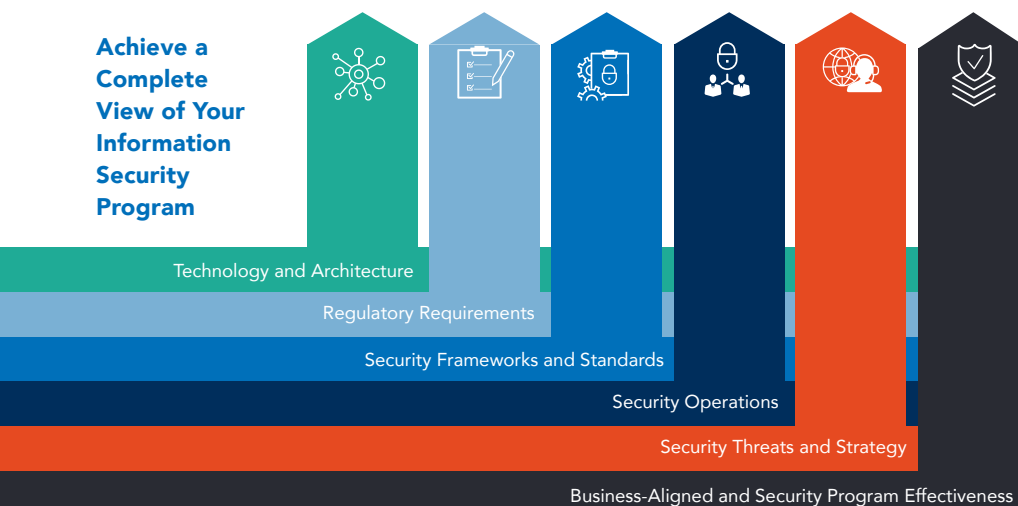 Achieve a
Complete
View of Your
Information
Security
Program
Technology and Architecture
Regulatory Requirements
Security Frameworks and Standards
Security Operations
Security Threats and Strategy
Business-Aligned and Security Program Effectiveness